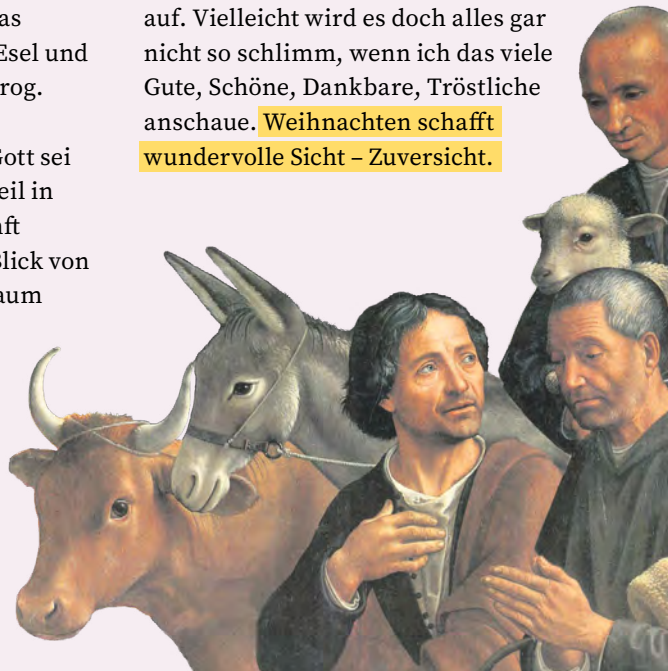 as
Esel und
rog.
Gott sei
eil in
ft
Blick von
aum
auf. Vielleicht wird es doch alles gar
nicht so schlimm, wenn ich das viele
Gute, Schöne, Dankbare, Tröstliche
anschaue. Weihnachten schafft
wundervolle Sicht – Zuversicht.